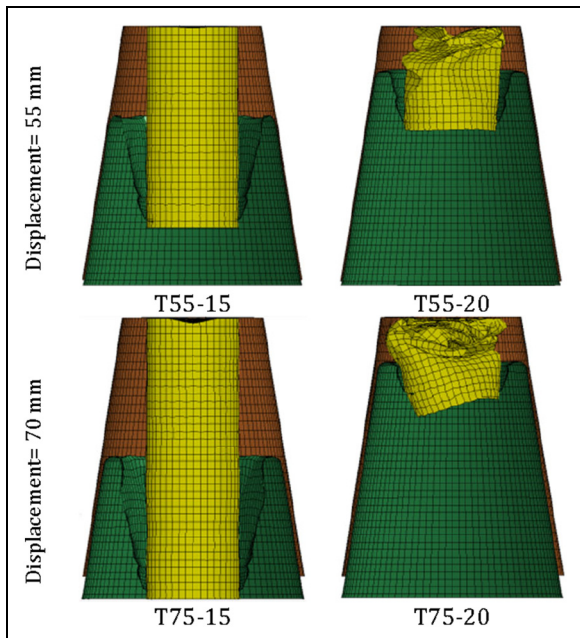 Displacement= 55 mm
T55-15
T55-20
Displacement= 70 mm
T75-15
T75-20